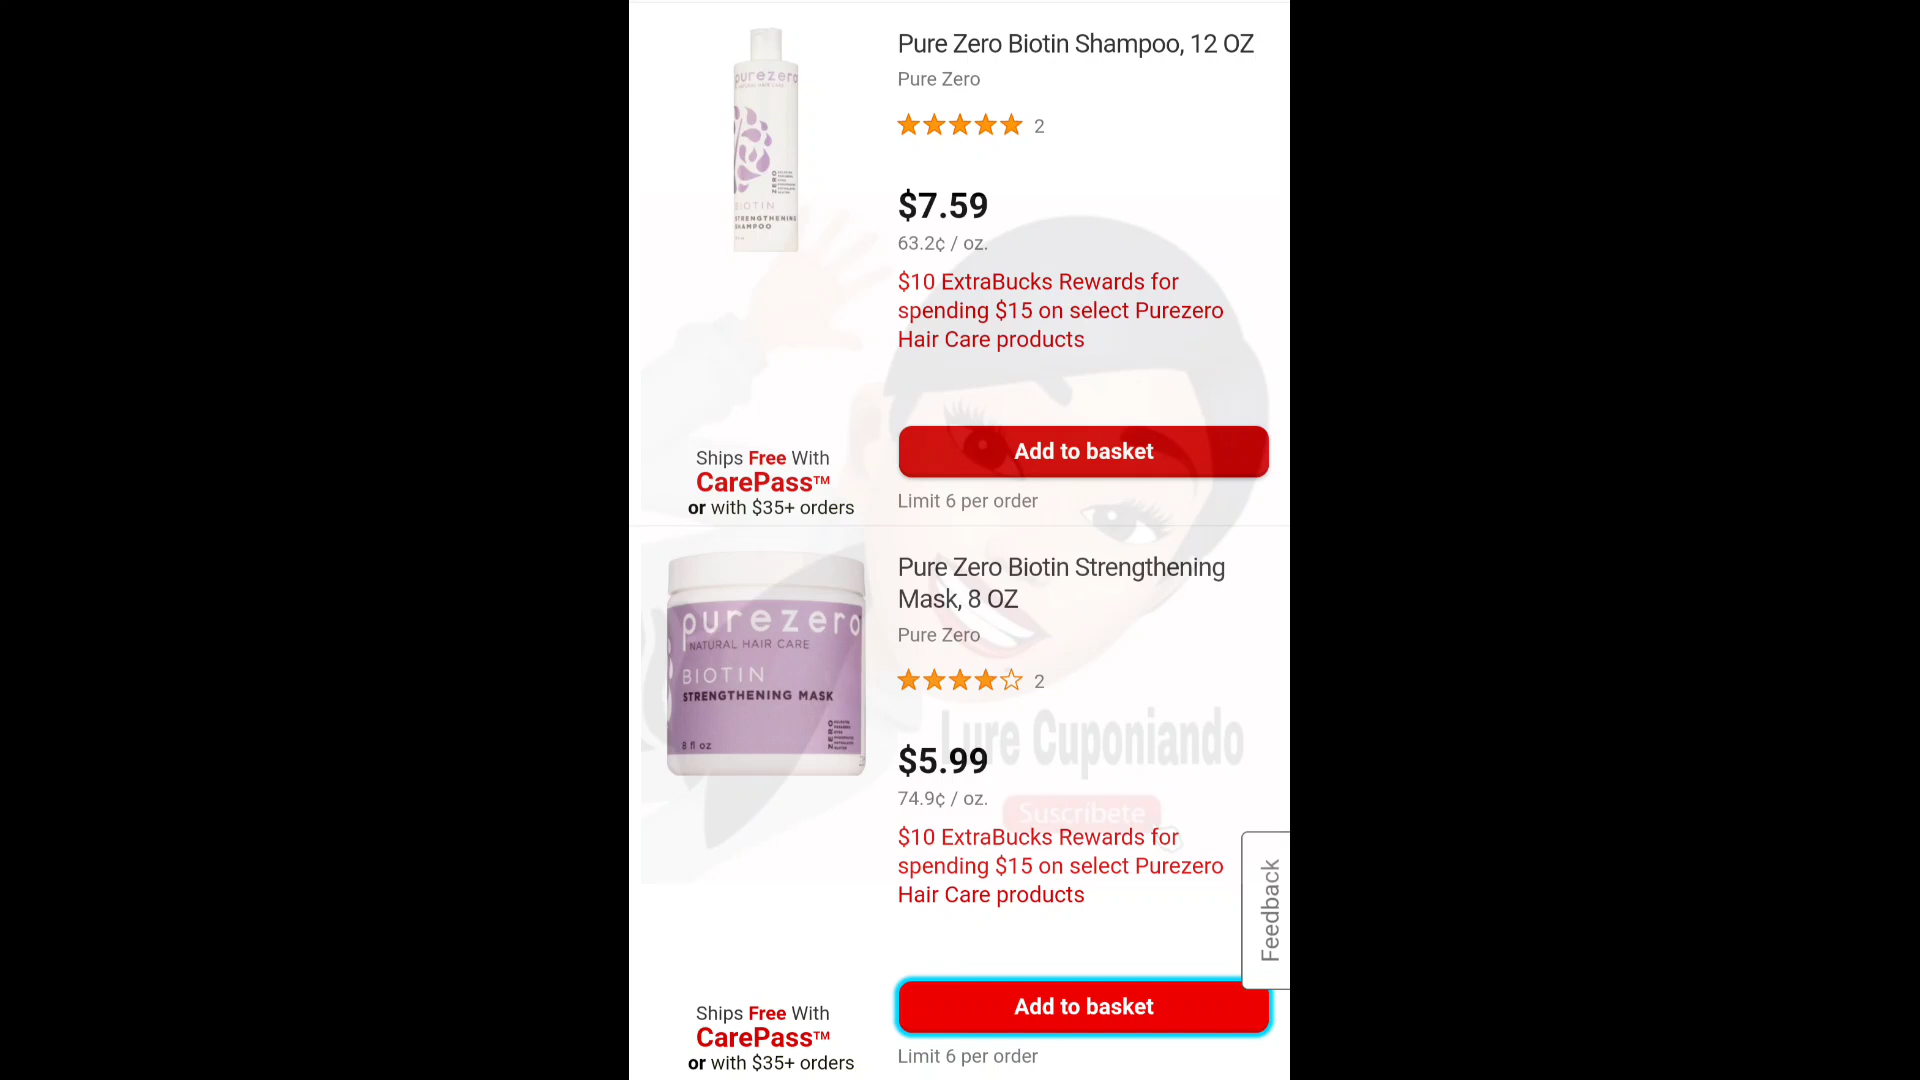 Pure Zero Biotin Shampoo, 12 OZ
Pure Zero
2
$7.59
63.2¢ / oz.
$10 ExtraBucks Rewards for
spending $15 on select Purezero
Hair Care products
Add to basket
Limit 6 per order
Ships Free With
CarePass™
or with $35+ orders
purezero
BIOTIN
STRENGTHENING
SHAMPOO
Pure Zero Biotin Strengthening
Mask, 8 OZ
Pure Zero
2
$5.99
74.9¢ / oz.
$10 ExtraBucks Rewards for
spending $15 on select Purezero
Hair Care products
Add to basket
Limit 6 per order
Ships Free With
CarePass™
or with $35+ orders
purezero
NATURAL HAIR CARE
BIOTIN
STRENGTHENING MASK
ZERO
8 fl oz
Lure Cuponiando
Suscríbete
Feedback